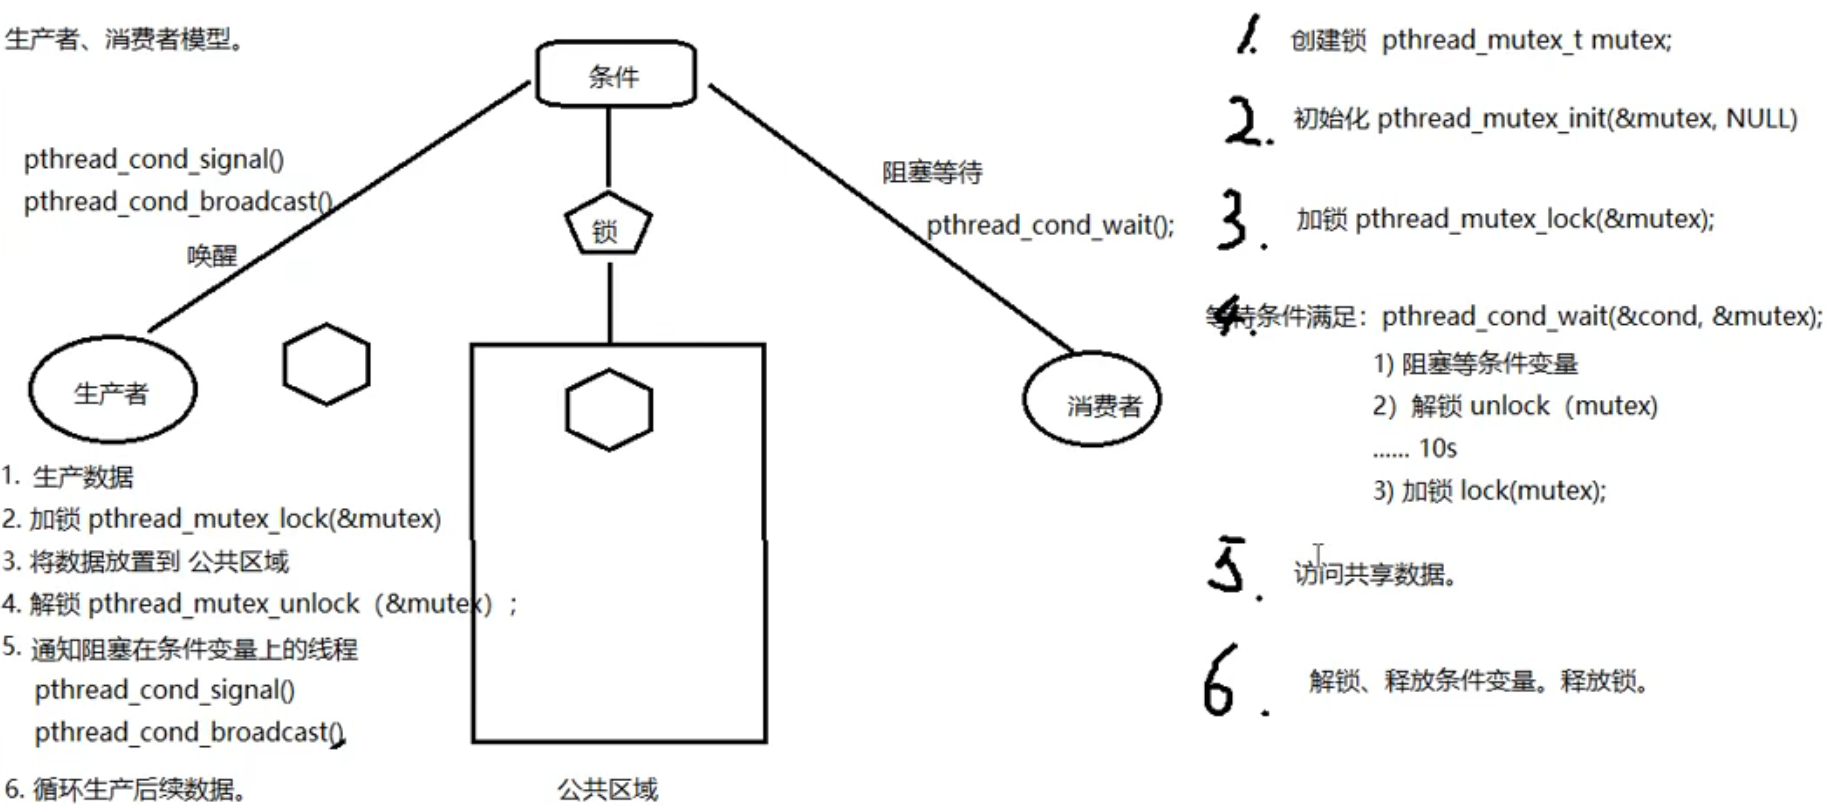 生产者、消费者模型。
条件
pthread_cond_signal()
pthread_cond_broadcast()
唤醒
锁
阻塞等待
pthread_cond_wait();
生产者
消费者
1. 生产数据
2. 加锁 pthread_mutex_lock(&mutex)
3. 将数据放置到 公共区域
4. 解锁 pthread_mutex_unlock（&mutex）;
5. 通知阻塞在条件变量上的线程
pthread_cond_signal()
pthread_cond_broadcast()
6. 循环生产后续数据。
公共区域
1. 创建锁 pthread_mutex_t mutex;
2. 初始化 pthread_mutex_init(&mutex, NULL)
3. 加锁 pthread_mutex_lock(&mutex);
4. 等待条件满足：pthread_cond_wait(&cond, &mutex);
1) 阻塞等条件变量
2）解锁 unlock（mutex)
...... 10s
3) 加锁 lock(mutex);
5. 访问共享数据。
6. 解锁、释放条件变量。释放锁。